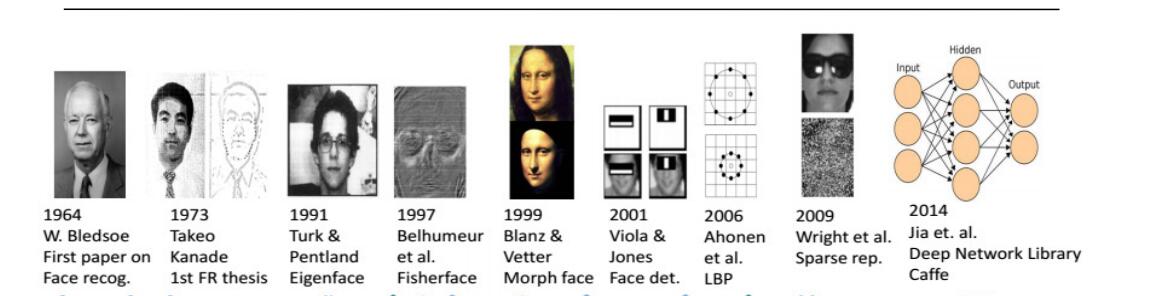 Input
Hidden
Output
1964
W. Bledsoe
First paper on
Face recog.
1973
Takeo
Kanade
1st FR thesis
1991
Turk &
Pentland
Eigenface
1997
Belhumeur
et al.
Fisherface
1999
Blanz &
Vetter
Morph face
2001
Viola &
Jones
Face det.
2006
Ahonen
et al.
LBP
2009
Wright et al.
Sparse rep.
2014
Jia et. al.
Deep Network Library
Caffe